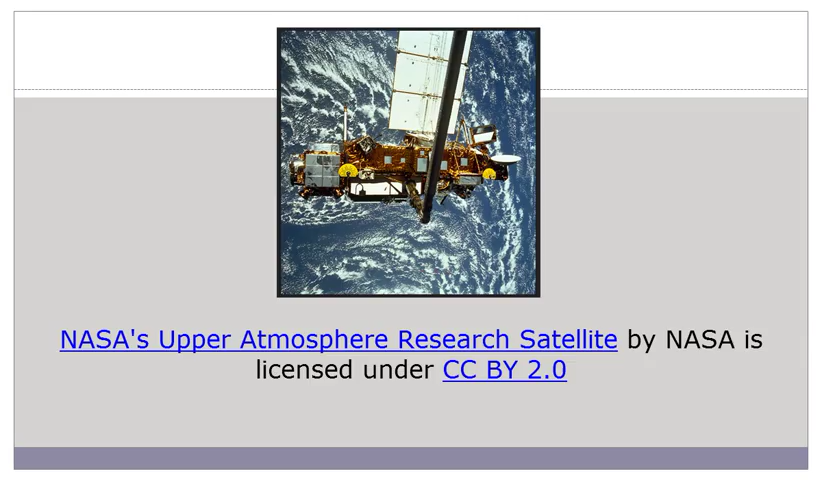 NASA's Upper Atmosphere Research Satellite by NASA is
licensed under CC BY 2.0